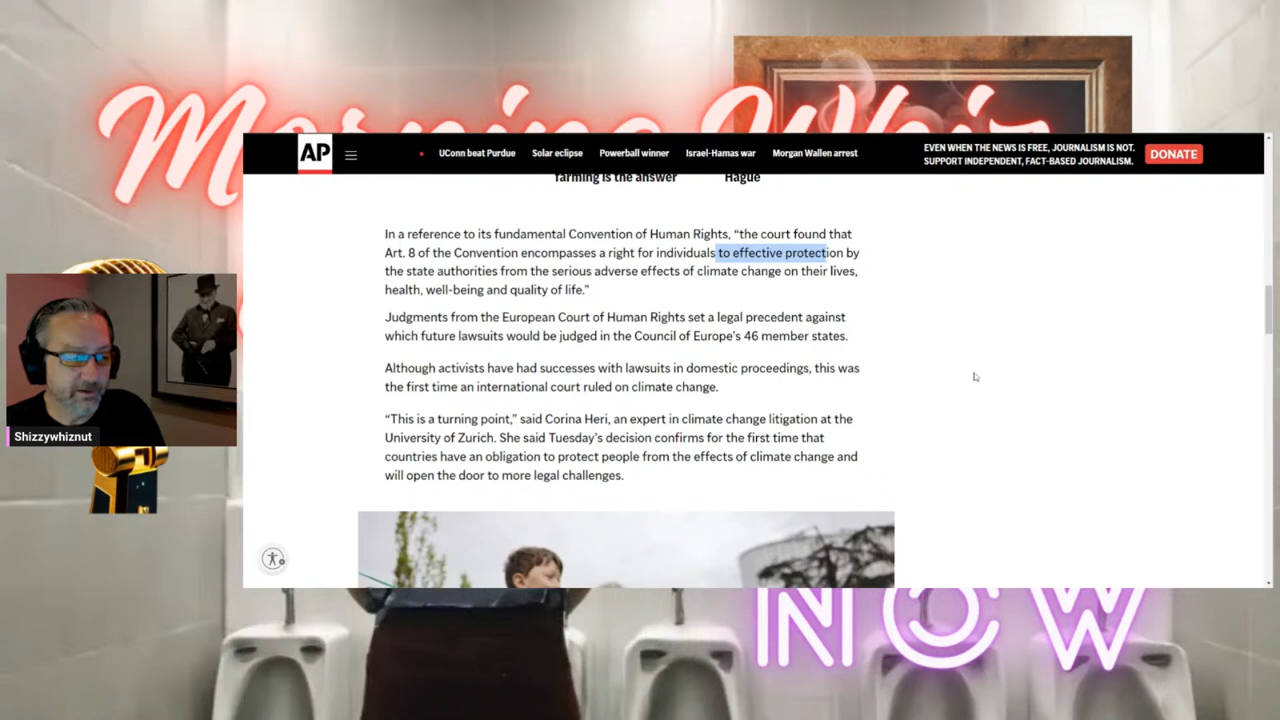 Morning Whiz
AP
UConn beat Purdue Solar eclipse Powerball winner Israel-Hamas war Morgan Wallen arrest
EVEN WHEN THE NEWS IS FREE, JOURNALISM IS NOT.
SUPPORT INDEPENDENT, FACT-BASED JOURNALISM.
DONATE
farming is the answer Hague
In a reference to its fundamental Convention of Human Rights, “the court found that
Art. 8 of the Convention encompasses a right for individuals to effective protection by
the state authorities from the serious adverse effects of climate change on their lives,
health, well-being and quality of life.”
Judgments from the European Court of Human Rights set a legal precedent against
which future lawsuits would be judged in the Council of Europe’s 46 member states.
Although activists have had successes with lawsuits in domestic proceedings, this was
the first time an international court ruled on climate change.
“This is a turning point,” said Corina Heri, an expert in climate change litigation at the
University of Zurich. She said Tuesday’s decision confirms for the first time that
countries have an obligation to protect people from the effects of climate change and
will open the door to more legal challenges.
Shizzywhiznut
NOW